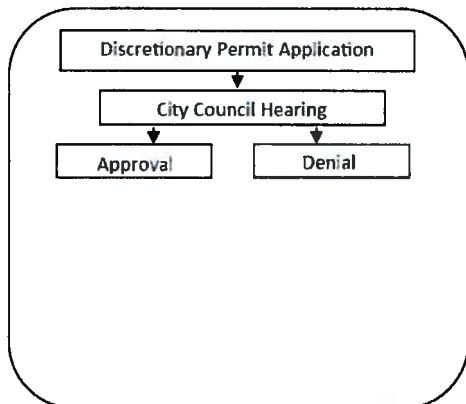 Discretionary Permit Application
City Council Hearing
Approval
Denial